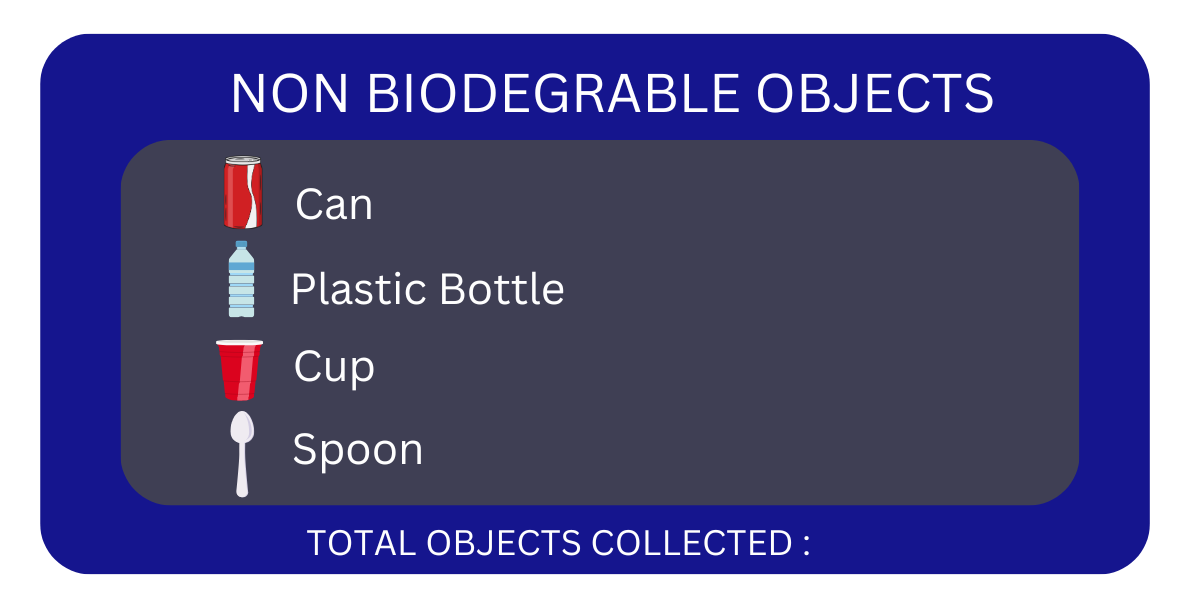 NON BIODEGRABLE OBJECTS
Can
Plastic Bottle
Cup
Spoon
TOTAL OBJECTS COLLECTED :